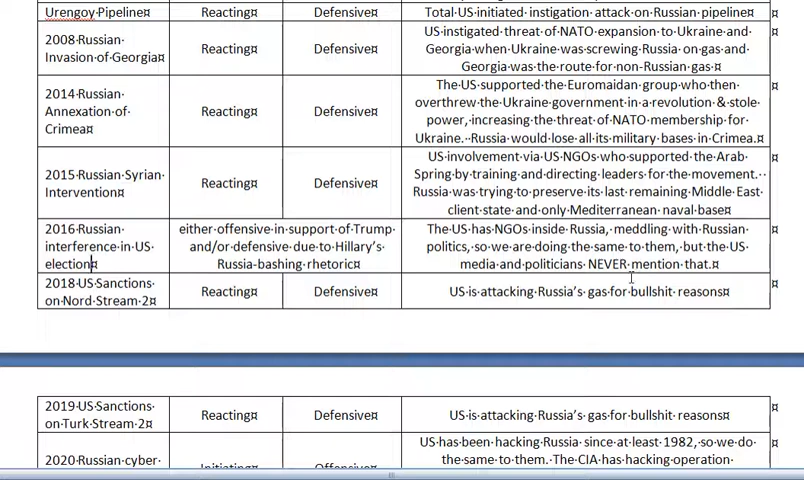 Urengoy Pipeline¤ Reacting¤ Defensive¤ Total US initiated instigation attack on Russian pipeline¤
2008 Russian
Invasion of Georgia¤
Reacting¤
Defensive¤
US instigated threat of NATO expansion to Ukraine and
Georgia when Ukraine was screwing Russia on gas and
Georgia was the route for non-Russian gas¤
2014 Russian
Annexation of
Crimea¤
Reacting¤
Defensive¤
The US supported the Euromaidan group who then
overthrew the Ukraine government in a revolution & stole
power, increasing the threat of NATO membership for
Ukraine. Russia would lose all its military bases in Crimea.¤
2015 Russian Syrian
Intervention¤
Reacting¤
Defensive¤
US involvement via US NGOs who supported the Arab
Spring by training and directing leaders for the movement.
Russia was trying to preserve its last remaining Middle East
client state and only Mediterranean naval base¤
2016 Russian
interference in US
election¤
either offensive in support of Trump
and/or defensive due to Hillary's
Russia-bashing rhetoric¤
The US has NGOs inside Russia, meddling with Russian
politics, so we are doing the same to them, but the US
media and politicians NEVER mention that.¤
2018 US Sanctions
on Nord Stream 2¤
Reacting¤
Defensive¤
US is attacking Russia's gas for bullshit reasons¤
2019 US Sanctions
on Turk Stream 2¤
Reacting¤
Defensive¤
US is attacking Russia's gas for bullshit reasons¤
2020 Russian cyber
Initiating¤
Offensive¤
US has been hacking Russia since at least 1982, so we do
the same to them. The CIA has hacking operation